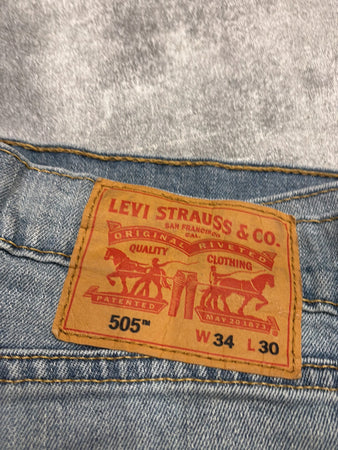 LEVI STRAUSS & CO.
SAN FRANCISCO
CAL.
ORIGINAL RIVETED
QUALITY CLOTHING
PATENTED MAY 20 1873
505™ W 34 L 30